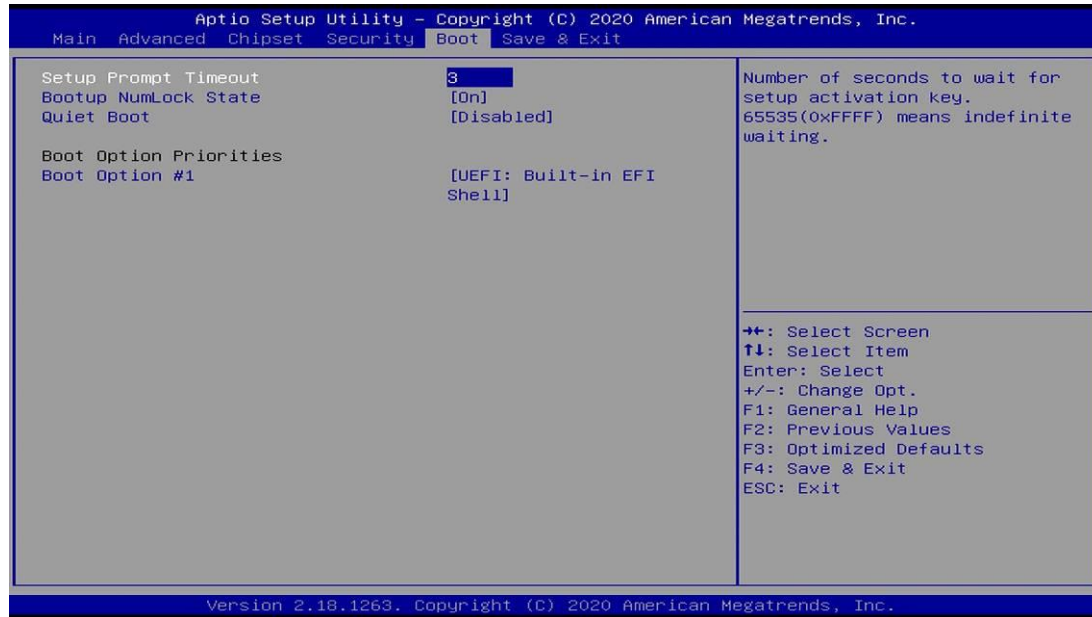 Aptio Setup Utility – Copyright (C) 2020 American Megatrends, Inc.
Main Advanced Chipset Security Boot Save & Exit
Setup Prompt Timeout 3
Bootup NumLock State [On]
Quiet Boot [Disabled]
Boot Option Priorities
Boot Option #1 [UEFI: Built-in EFI
Shell]
Number of seconds to wait for
setup activation key.
65535(0xFFFF) means indefinite
waiting.
→←: Select Screen
↑↓: Select Item
Enter: Select
+/-: Change Opt.
F1: General Help
F2: Previous Values
F3: Optimized Defaults
F4: Save & Exit
ESC: Exit
Version 2.18.1263. Copyright (C) 2020 American Megatrends, Inc.